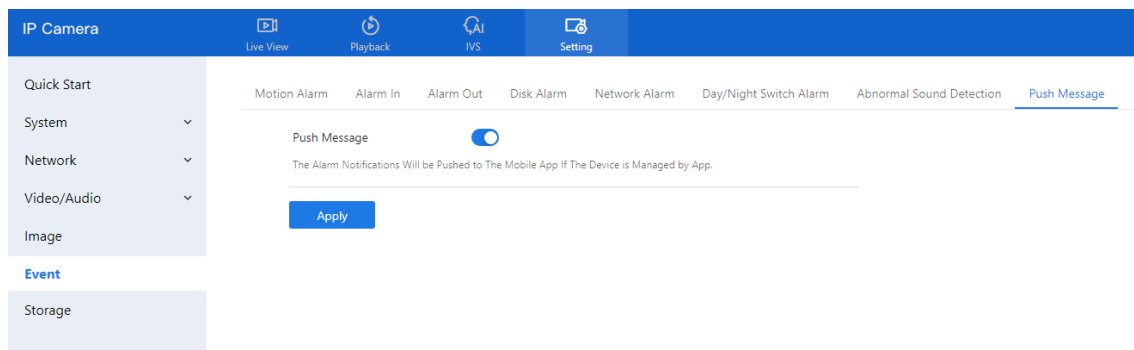 IP Camera
Live View
Playback
AI
IVS
Setting
Quick Start
System
Network
Video/Audio
Image
Event
Storage
Motion Alarm Alarm In Alarm Out Disk Alarm Network Alarm Day/Night Switch Alarm Abnormal Sound Detection Push Message
Push Message
The Alarm Notifications Will be Pushed to The Mobile App If The Device is Managed by App.
Apply